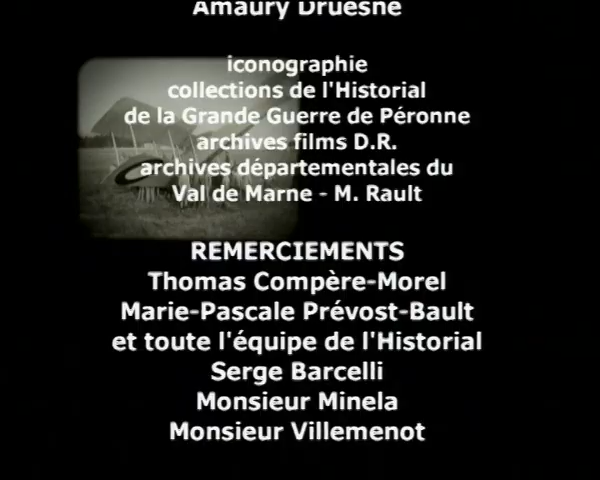 Amaury Druesne
iconographie
collections de l'Historial
de la Grande Guerre de Péronne
archives films D.R.
archives départementales du
Val de Marne - M. Rault
REMERCIEMENTS
Thomas Compère-Morel
Marie-Pascale Prévost-Bault
et toute l'équipe de l'Historial
Serge Barcelli
Monsieur Minela
Monsieur Villemenot